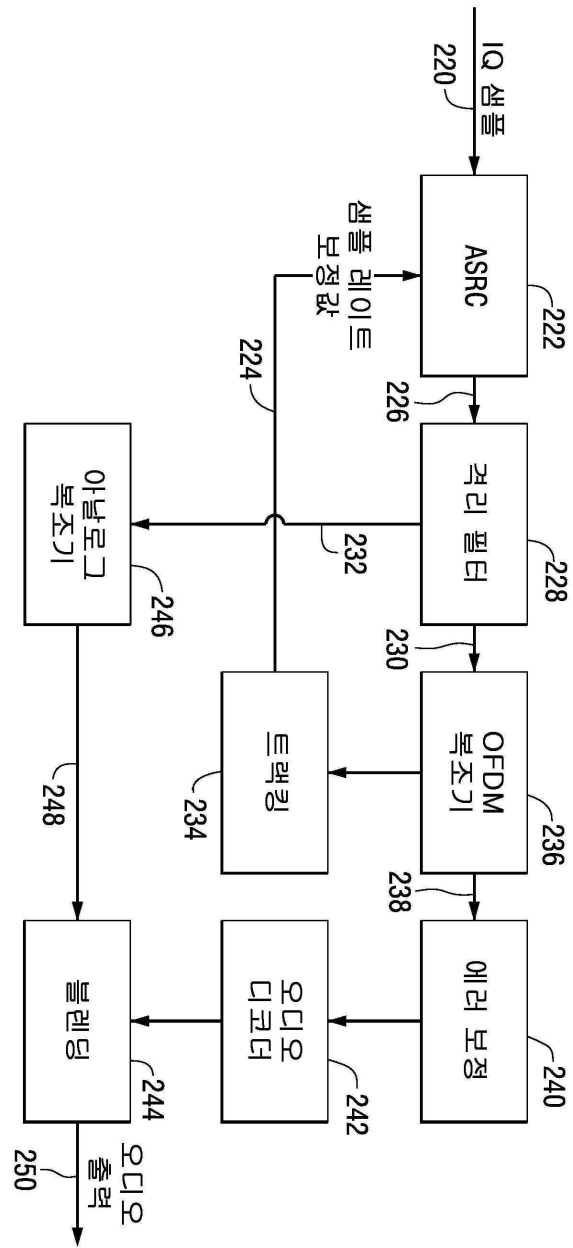 IQ 샘플
220
ASRC
222
샘플 레이트
보정값
224
226
격리 필터
228
232
230
아날로그
복조기
246
OFDM
복조기
236
트랙킹
234
238
248
에러 보정
240
오디오
디코더
242
블렌딩
244
오디오
출력
250